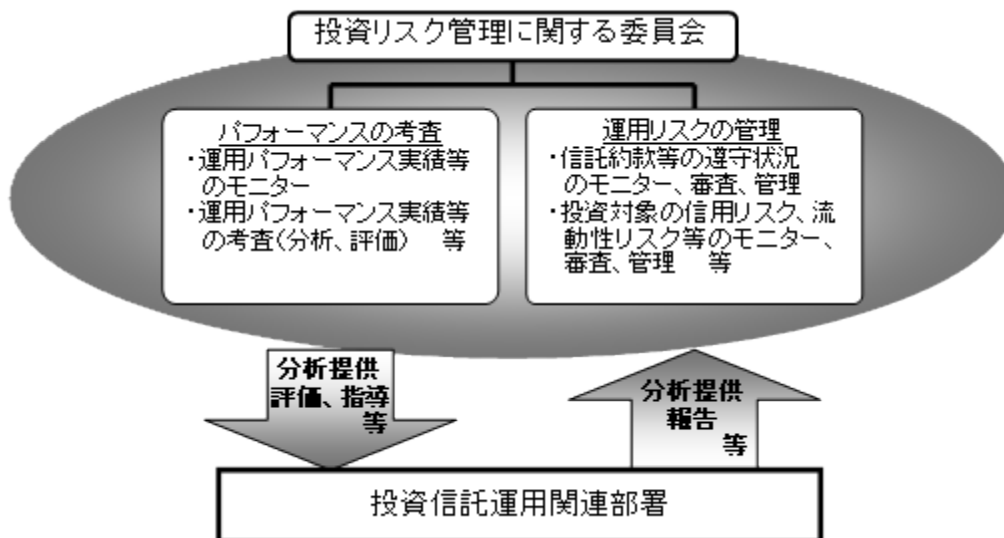 投資リスク管理に関する委員会
パフォーマンスの考査
・運用パフォーマンス実績等
のモニター
・運用パフォーマンス実績等
の考査(分析、評価)　等
運用リスクの管理
・信託約款等の遵守状況
のモニター、審査、管理
・投資対象の信用リスク、流
動性リスク等のモニター、
審査、管理　等
分析提供
評価、指導
等
分析提供
報告
等
投資信託運用関連部署